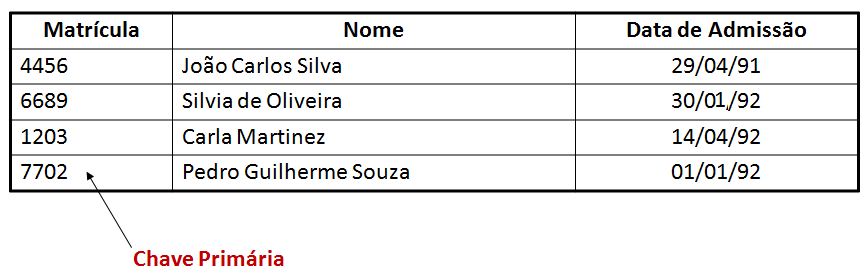 Matrícula Nome Data de Admissão
4456 João Carlos Silva 29/04/91
6689 Silvia de Oliveira 30/01/92
1203 Carla Martinez 14/04/92
7702 Pedro Guilherme Souza 01/01/92
Chave Primária